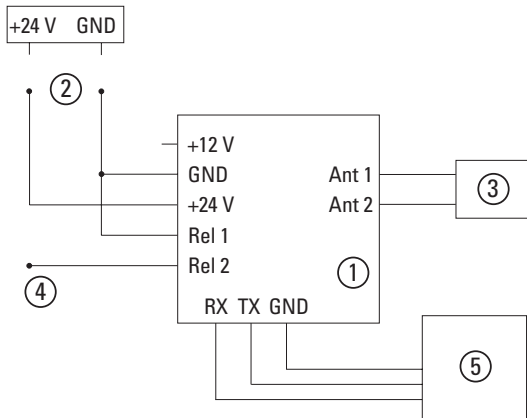 +24 V GND
②
+12 V
GND Ant 1
③
+24 V Ant 2
Rel 1
Rel 2 ①
④
RX TX GND
⑤